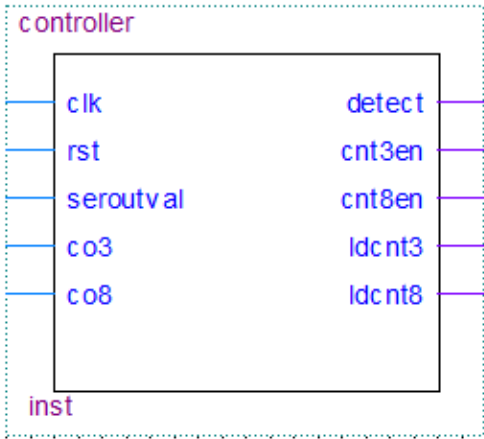 controller
clk detect
rst cnt3en
seroutval cnt8en
co3 ldcnt3
co8 ldcnt8
inst